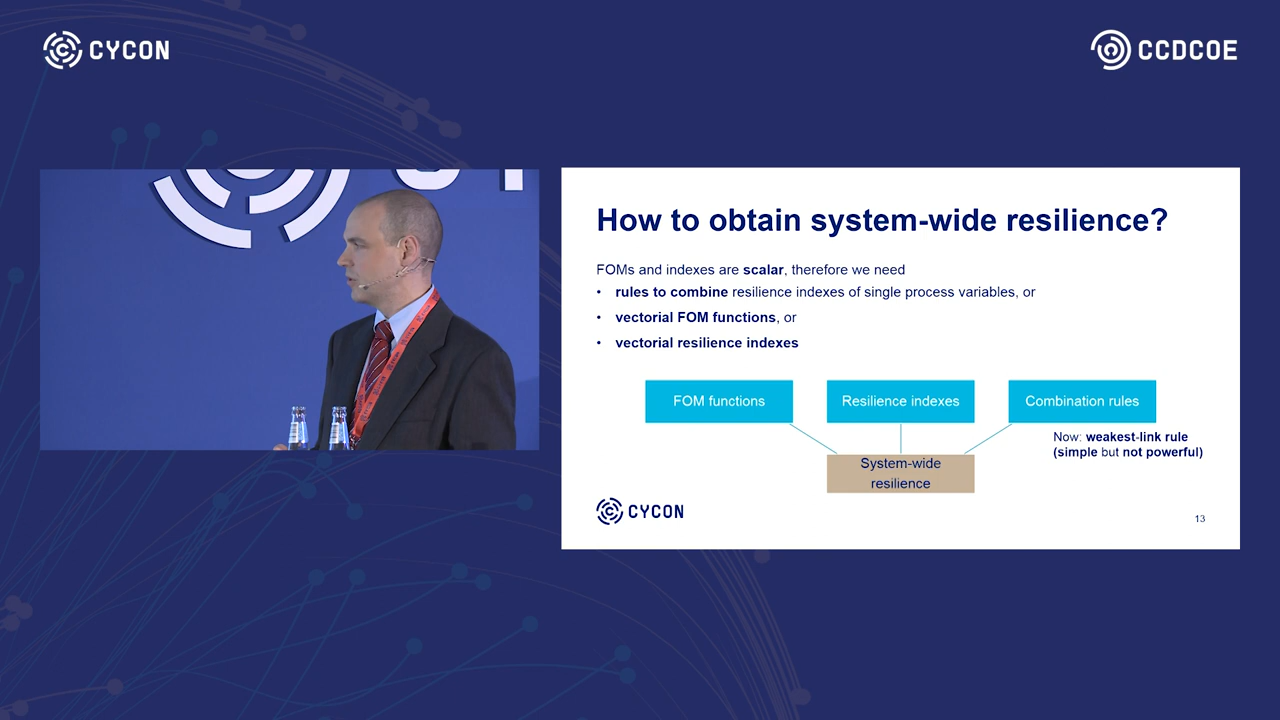 CYCON
CCDCOE
How to obtain system-wide resilience?
FOMs and indexes are scalar, therefore we need
• rules to combine resilience indexes of single process variables, or
• vectorial FOM functions, or
• vectorial resilience indexes
FOM functions
Resilience indexes
Combination rules
Now: weakest-link rule
(simple but not powerful)
System-wide
resilience
CYCON
13